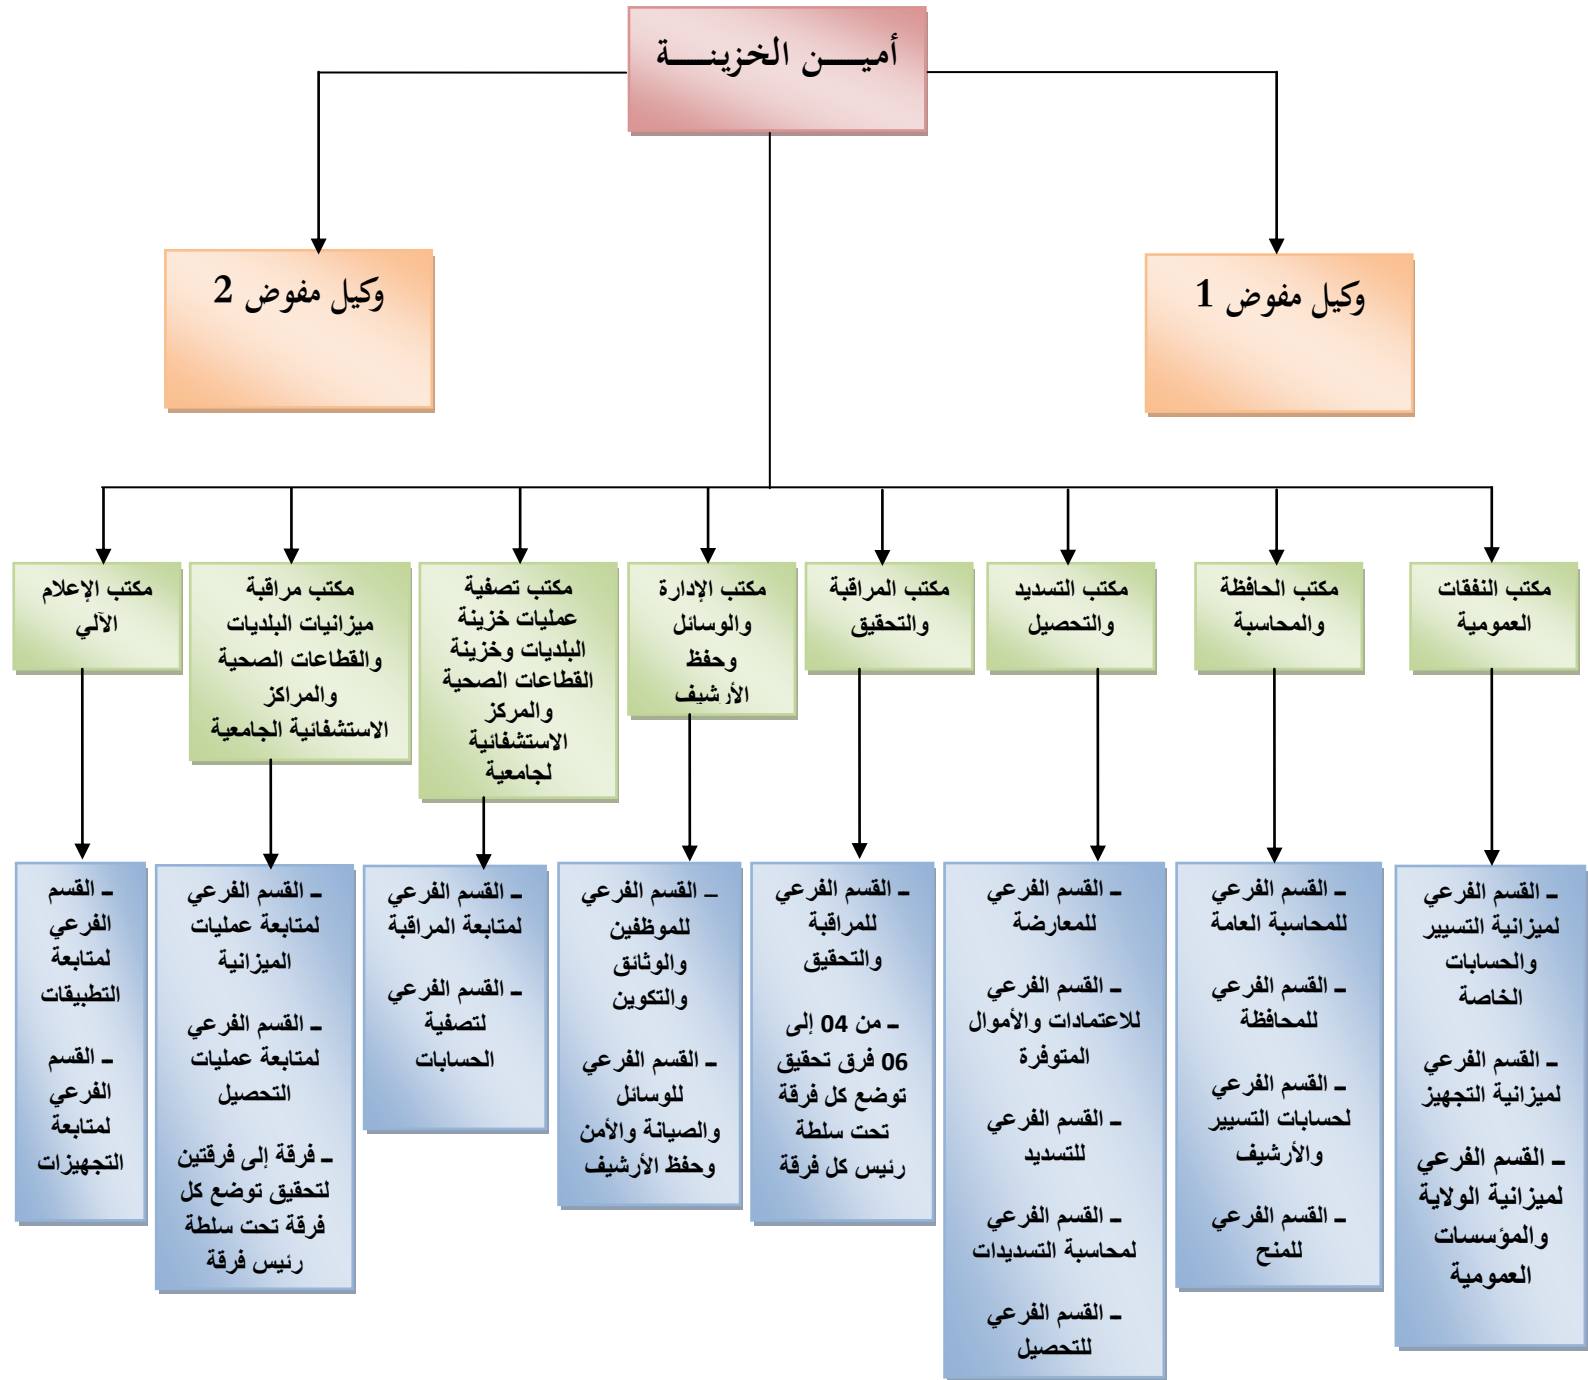 أميـــن الخزينــــة
وكيل مفوض 1
وكيل مفوض 2
مكتب النفقات
العمومية
مكتب الحافظة
والمحاسبة
مكتب التسديد
والتحصيل
مكتب المراقبة
والتحقيق
مكتب الإدارة
والوسائل
وحفظ
الأرشيف
مكتب تصفية
عمليات خزينة
البلديات وخزينة
القطاعات الصحية
والمركز
الاستشفائية
لجامعية
مكتب مراقبة
ميزانيات البلديات
والقطاعات الصحية
والمراكز
الاستشفائية الجامعية
مكتب الإعلام
الآلي
ـ القسم الفرعي
لميزانية التسيير
والحسابات
الخاصة
ـ القسم الفرعي
لميزانية التجهيز
ـ القسم الفرعي
لميزانية الولاية
والمؤسسات
العمومية
ـ القسم الفرعي
للمحاسبة العامة
ـ القسم الفرعي
للمحافظة
ـ القسم الفرعي
لحسابات التسيير
والأرشيف
ـ القسم الفرعي
للمنح
ـ القسم الفرعي
للمعارضة
ـ القسم الفرعي
للاعتمادات والأموال
المتوفرة
ـ القسم الفرعي
للتسديد
ـ القسم الفرعي
لمحاسبة التسديدات
ـ القسم الفرعي
للتحصيل
ـ القسم الفرعي
للمراقبة
والتحقيق
ـ من 04 إلى
06 فرق تحقيق
توضع كل فرقة
تحت سلطة
رئيس كل فرقة
ـ القسم الفرعي
للموظفين
والوثائق
والتكوين
ـ القسم الفرعي
للوسائل
والصيانة والأمن
وحفظ الأرشيف
ـ القسم الفرعي
لمتابعة المراقبة
ـ القسم الفرعي
لتصفية
الحسابات
ـ القسم الفرعي
لمتابعة عمليات
الميزانية
ـ القسم الفرعي
لمتابعة عمليات
التحصيل
ـ فرقة إلى فرقتين
لتحقيق توضع كل
فرقة تحت سلطة
رئيس فرقة
ـ القسم
الفرعي
لمتابعة
التطبيقات
ـ القسم
الفرعي
لمتابعة
التجهيزات